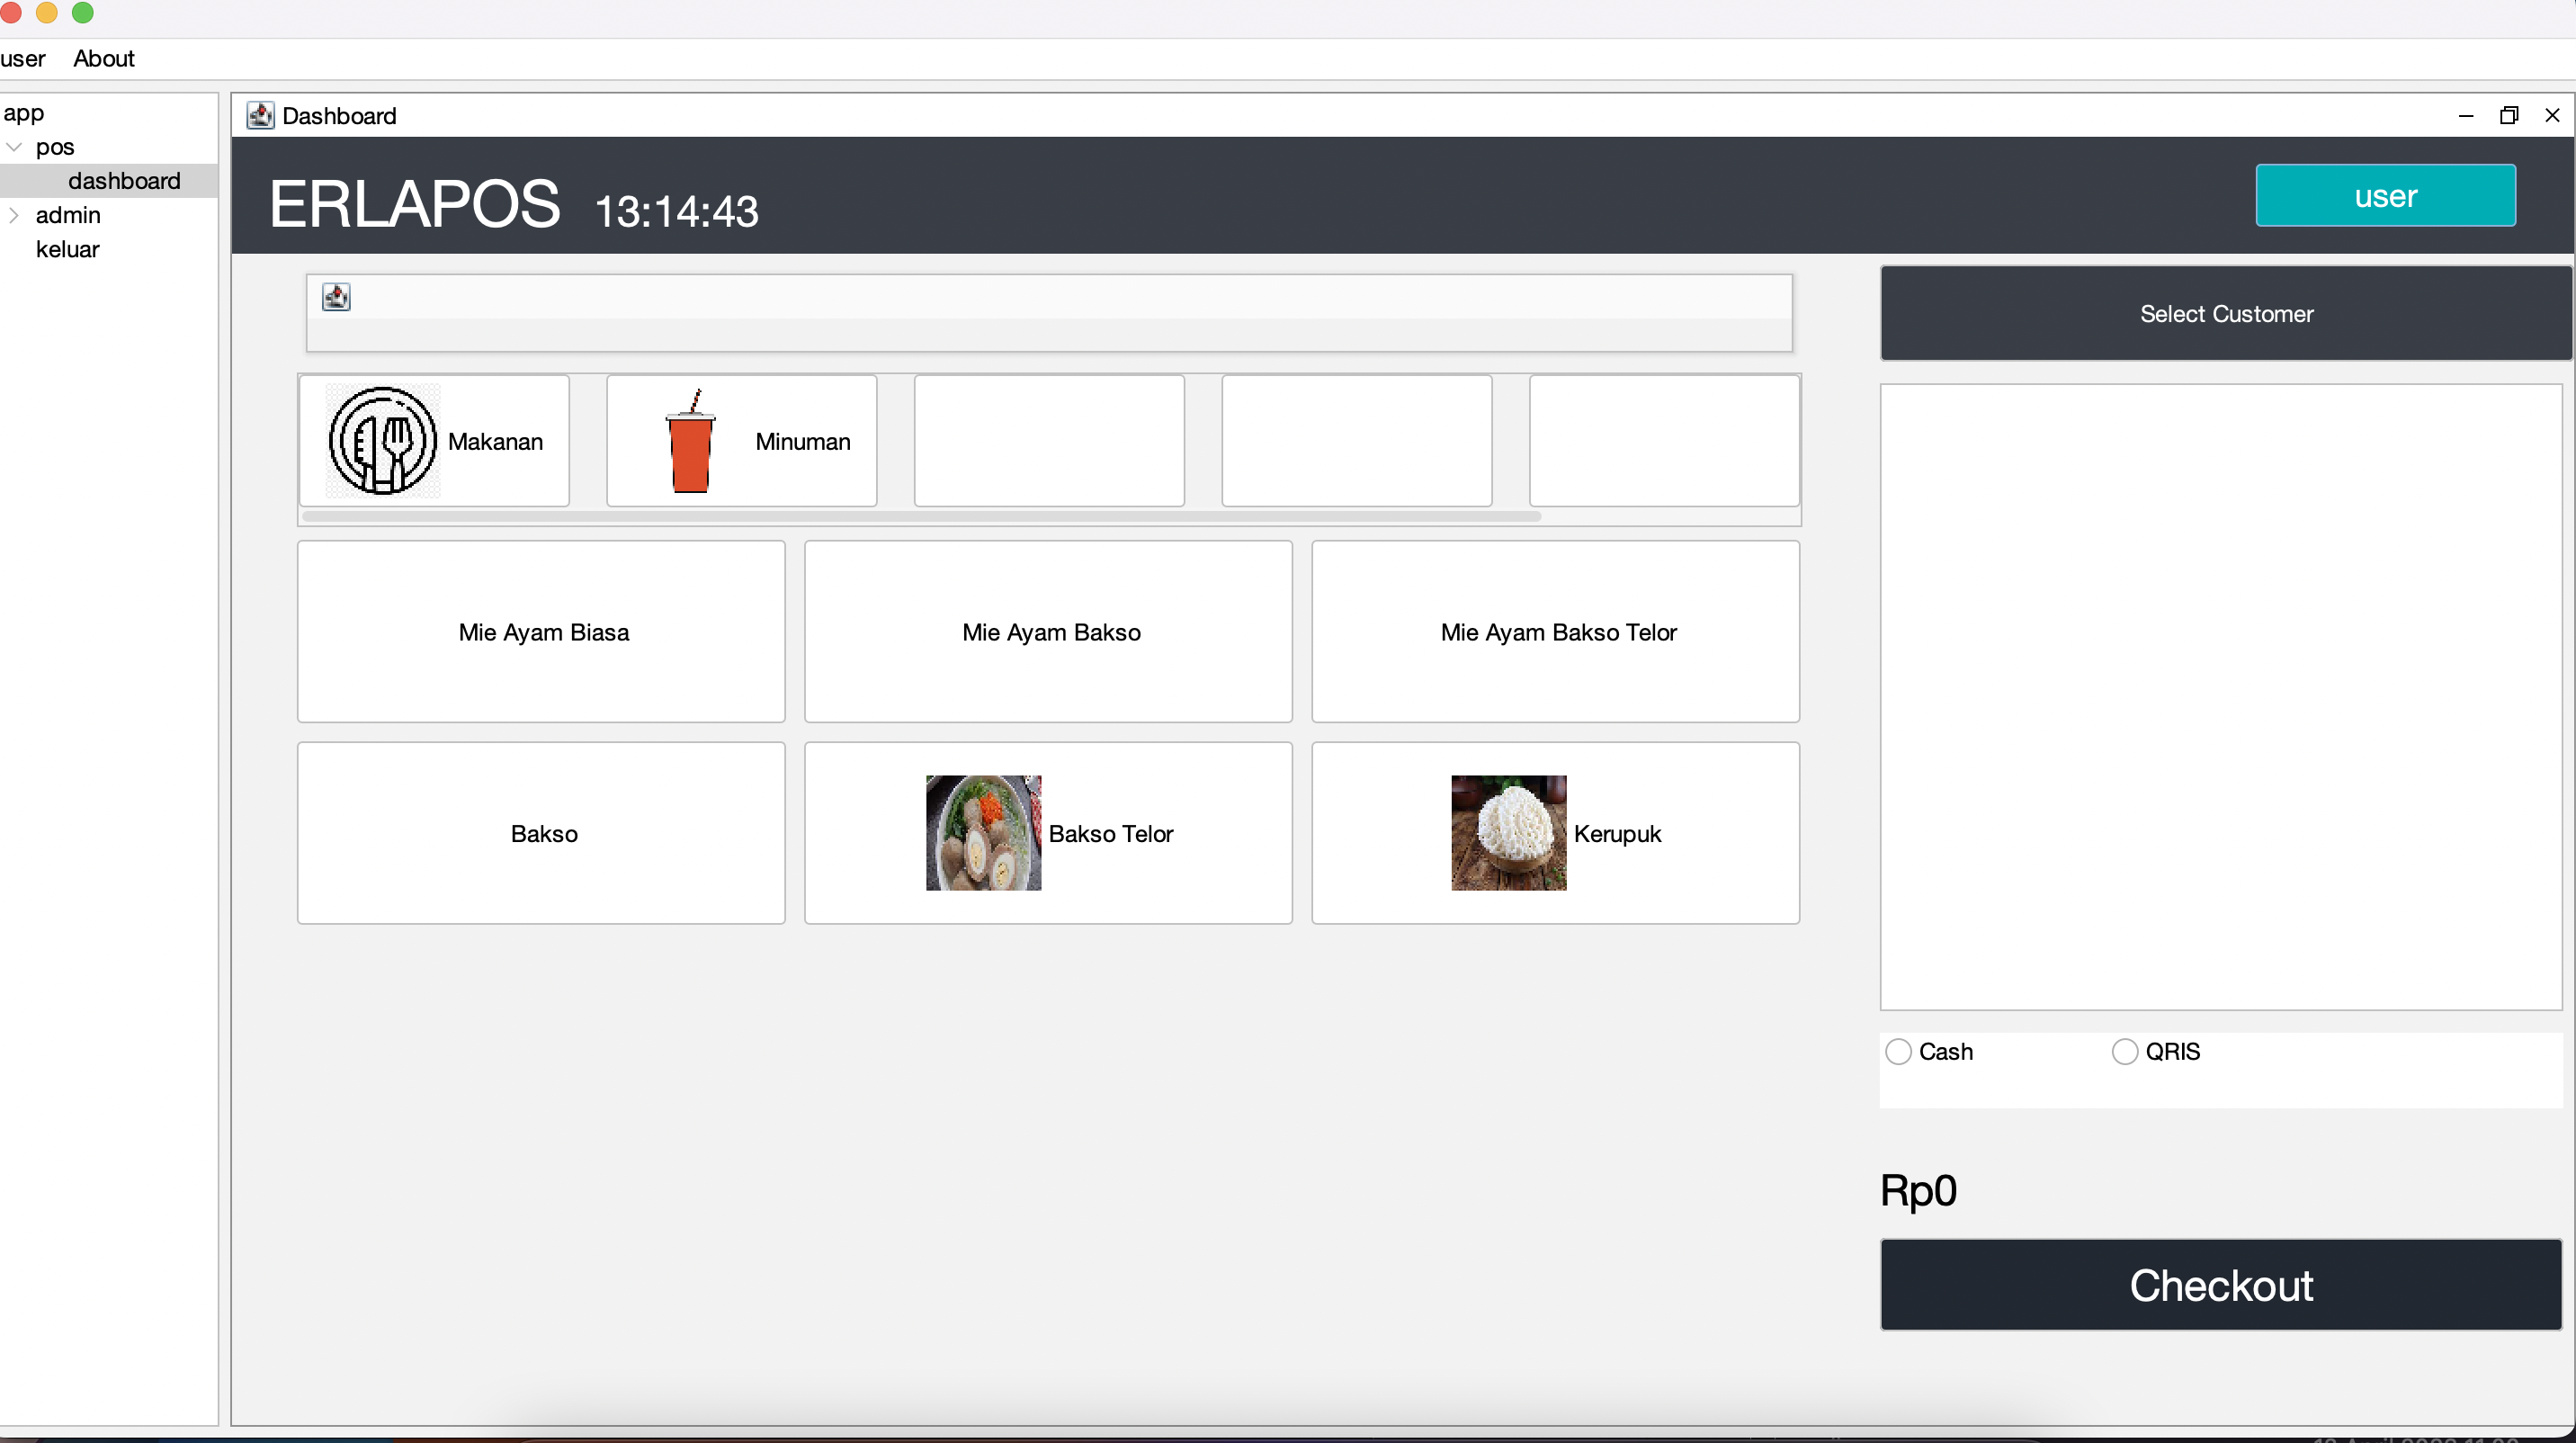 user About
app
pos
dashboard
admin
keluar
Dashboard
ERLAPOS 13:14:43
user
Select Customer
Makanan
Minuman
Mie Ayam Biasa
Mie Ayam Bakso
Mie Ayam Bakso Telor
Bakso
Bakso Telor
Kerupuk
Cash
QRIS
Rp0
Checkout